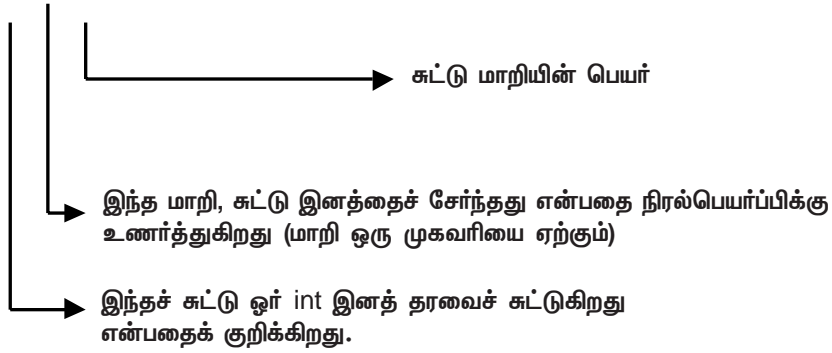 சுட்டு மாறியின் பெயர்
இந்த மாறி, சுட்டு இனத்தைச் சேர்ந்தது என்பதை நிரல்பெயர்ப்பிக்கு
உணர்த்துகிறது (மாறி ஒரு முகவரியை ஏற்கும்)
இந்தச் சுட்டு ஓர் int இனத் தரவைச் சுட்டுகிறது
என்பதைக் குறிக்கிறது.